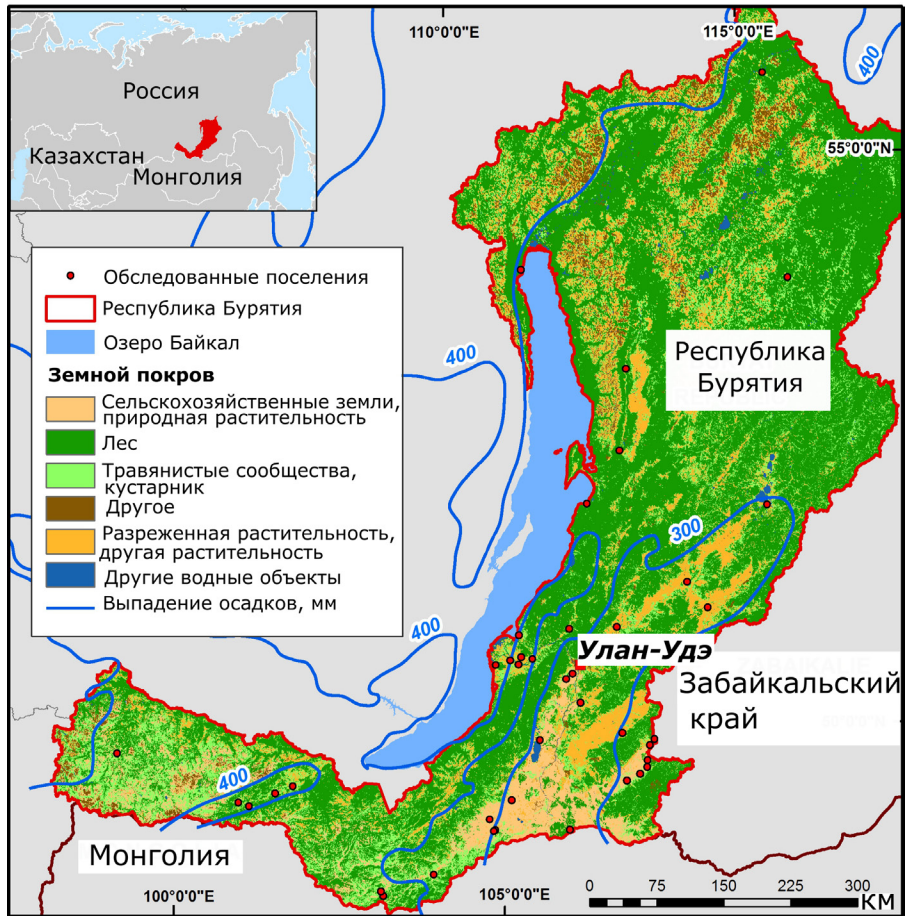 110°0'0"E
115°0'0"E
400
Россия
Казахстан
Монголия
55°0'0"N
Обследованные поселения
Республика Бурятия
Озеро Байкал
Земной покров
Сельскохозяйственные земли,
природная растительность
Лес
Травянистые сообщества,
кустарник
Другое
Разреженная растительность,
другая растительность
Другие водные объекты
Выпадение осадков, мм
400
Республика
Бурятия
300
400
Улан-Удэ
Забайкальский
край
400
Монголия
100°0'0"E
105°0'0"E
0 75 150 225 300
КМ